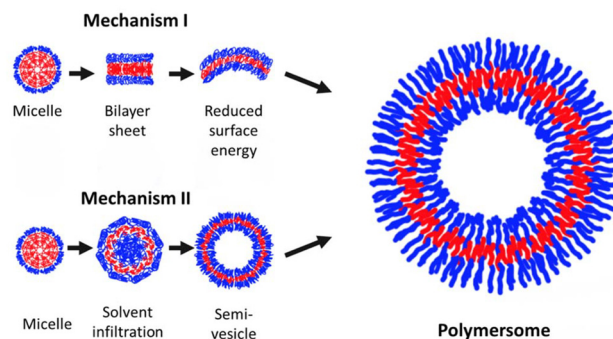 Mechanism I
Micelle
Bilayer
sheet
Reduced
surface
energy
Mechanism II
Micelle
Solvent
infiltration
Semi-
vesicle
Polymersome